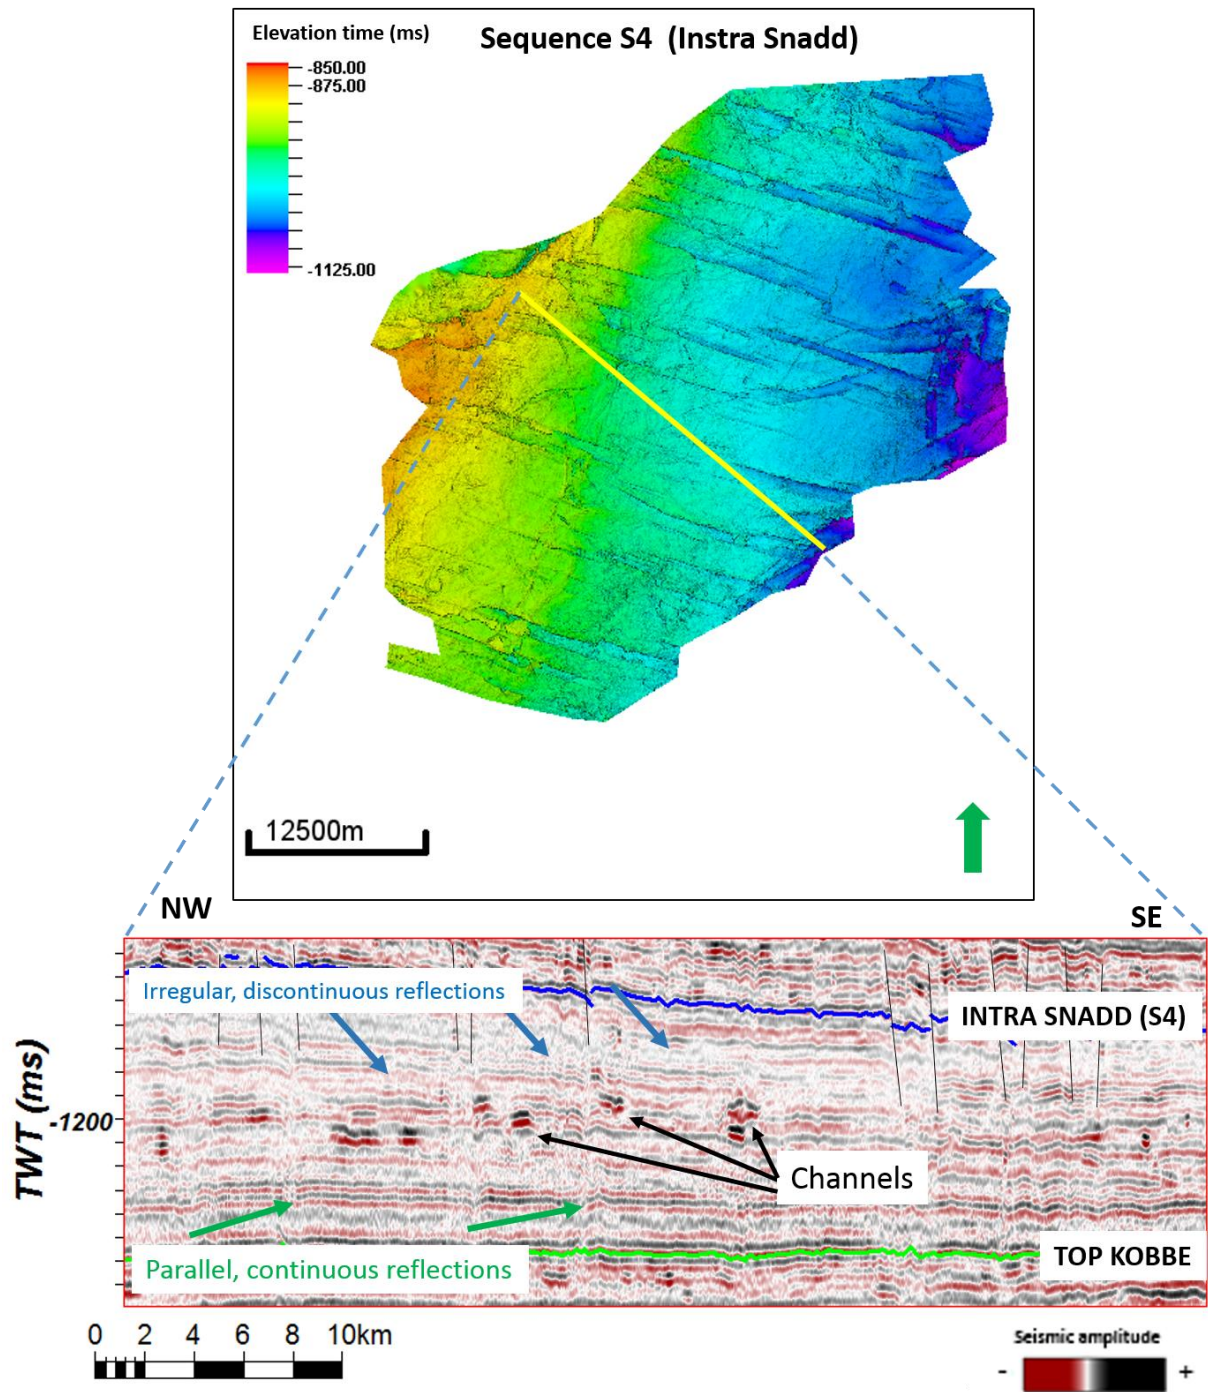 Elevation time (ms)
Sequence S4 (Instra Snadd)
-850.00
-875.00
-1125.00
12500m
NW
SE
Irregular, discontinuous reflections
INTRA SNADD (S4)
TWT (ms)
-1200
Channels
Parallel, continuous reflections
TOP KOBBE
0 2 4 6 8 10km
Seismic amplitude
- +